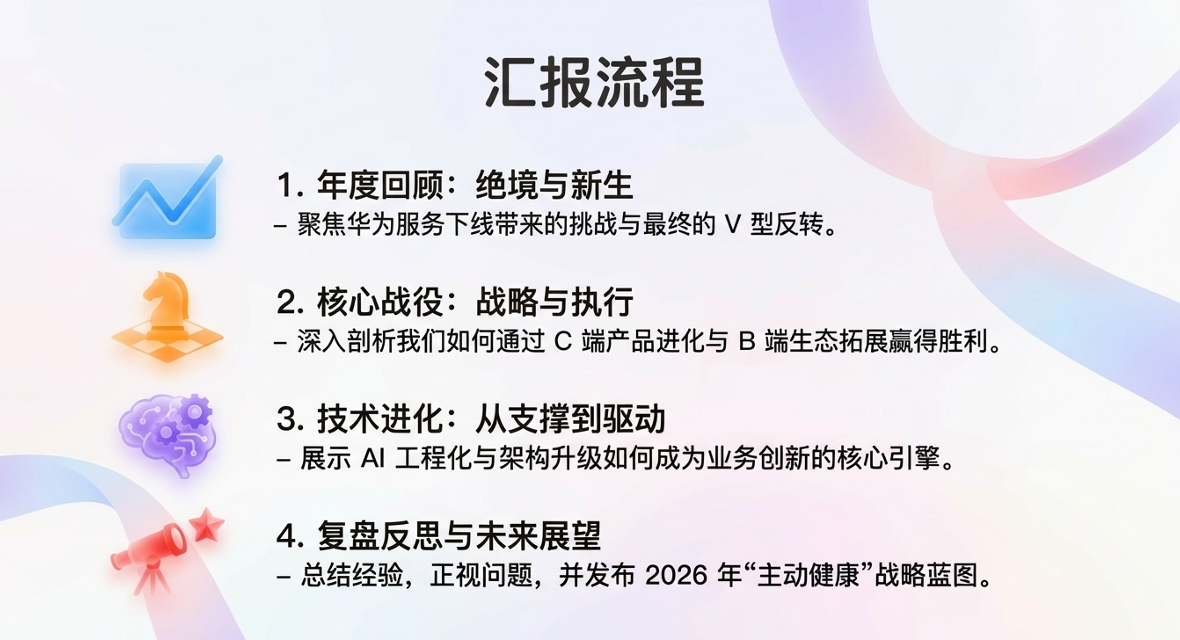 汇报流程
1. 年度回顾：绝境与新生
– 聚焦华为服务下线带来的挑战与最终的 V 型反转。
2. 核心战役：战略与执行
– 深入剖析我们如何通过 C 端产品进化与 B 端生态拓展赢得胜利。
3. 技术进化：从支撑到驱动
– 展示 AI 工程化与架构升级如何成为业务创新的核心引擎。
4. 复盘反思与未来展望
– 总结经验，正视问题，并发布 2026 年“主动健康”战略蓝图。